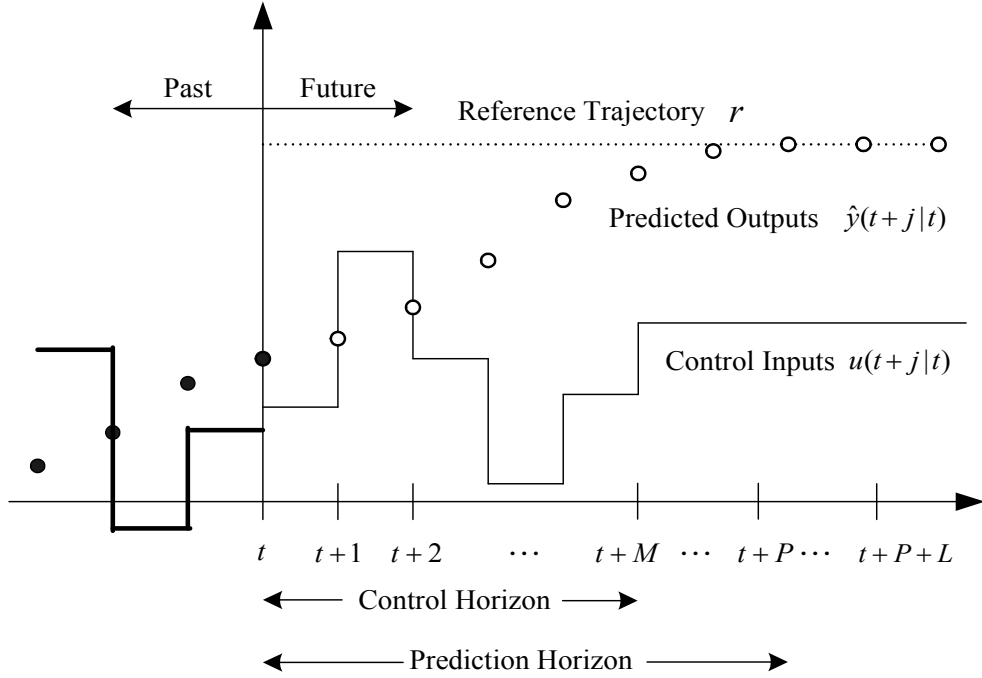 Past Future
Reference Trajectory r
Predicted Outputs ŷ(t + j | t)
Control Inputs u(t + j | t)
t t+1 t+2 ⋯ t+M ⋯ t+P ⋯ t+P+L
Control Horizon
Prediction Horizon